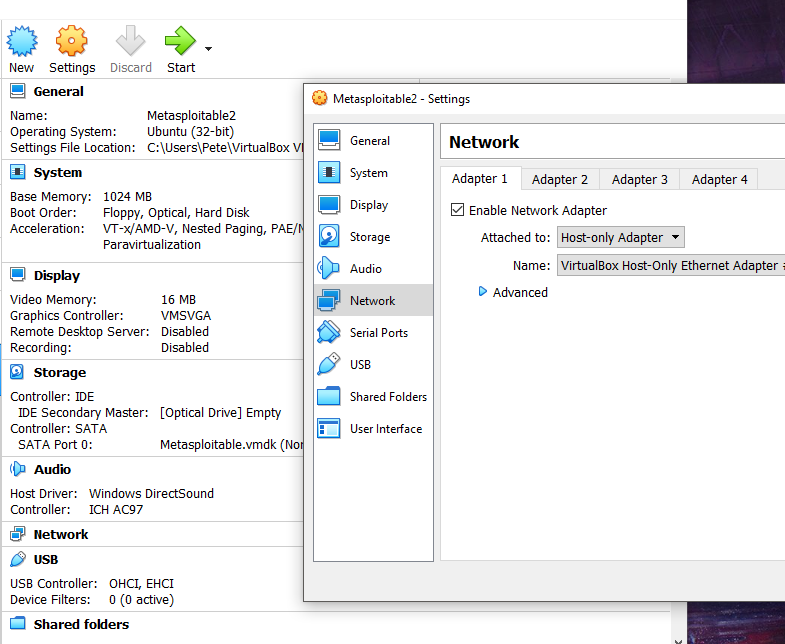 New Settings Discard Start
General
Name: Metasploitable2
Operating System: Ubuntu (32-bit)
Settings File Location: C:\Users\Pete\VirtualBox
System
Base Memory: 1024 MB
Boot Order: Floppy, Optical, Hard Disk
Acceleration: VT-x/AMD-V, Nested Paging,
Paravirtualization
Display
Video Memory: 16 MB
Graphics Controller: VMSVGA
Remote Desktop Server: Disabled
Recording: Disabled
Storage
Controller: IDE
IDE Secondary Master: [Optical Drive] Empty
Controller: SATA
SATA Port 0: Metasploitable.vmdk
Audio
Host Driver: Windows DirectSound
Controller: ICH AC97
Network
USB
USB Controller: OHCI, EHCI
Device Filters: 0 (0 active)
Shared folders
Metasploitable2 - Settings
General
System
Display
Storage
Audio
Network
Serial Ports
USB
Shared Folders
User Interface
Network
Adapter 1 Adapter 2 Adapter 3 Adapter 4
Enable Network Adapter
Attached to: Host-only Adapter
Name: VirtualBox Host-Only Ethernet Adapter
Advanced